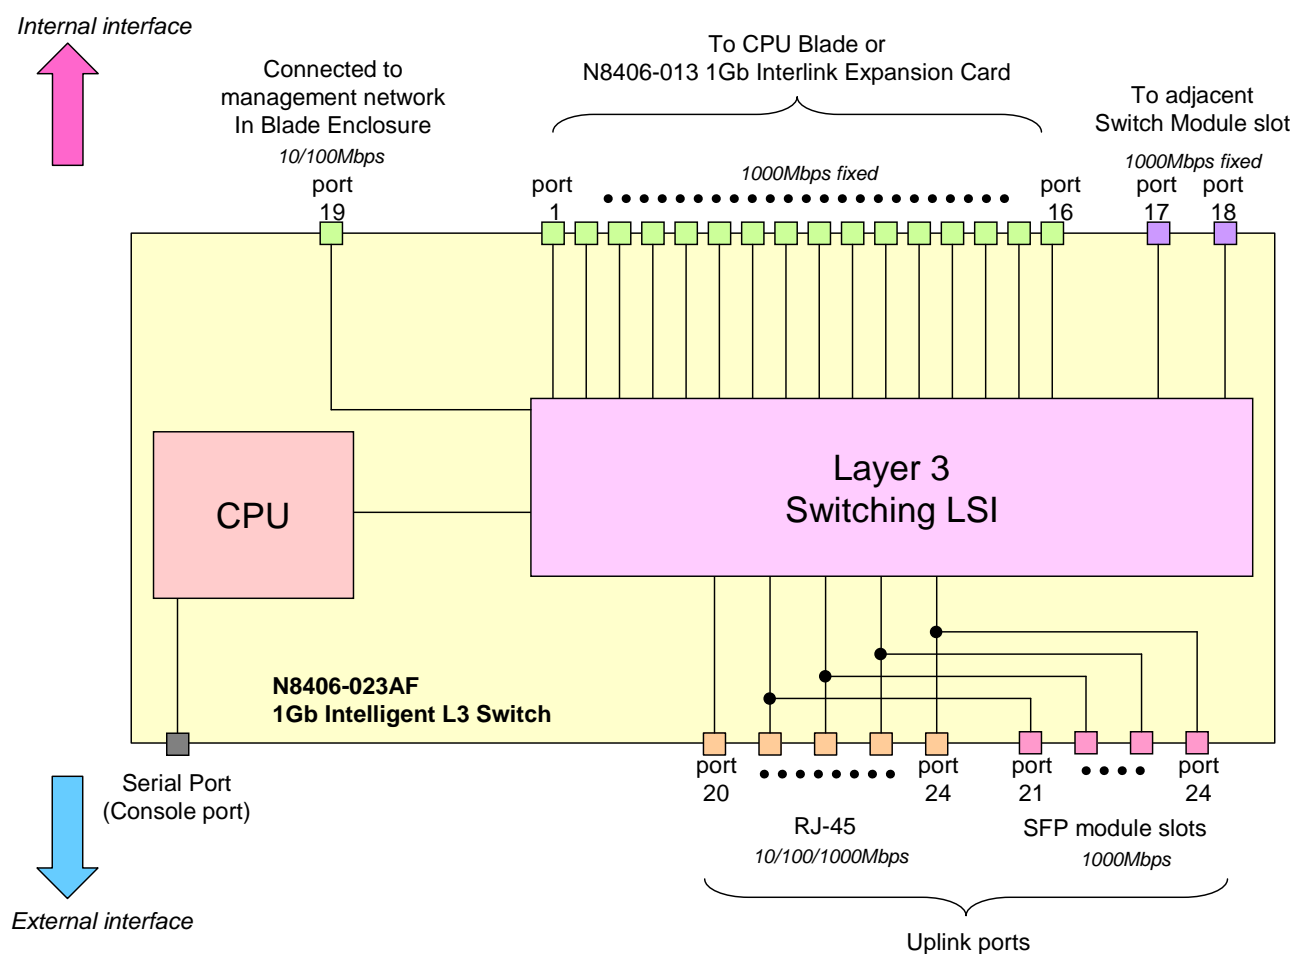 Internal interface
To CPU Blade or
N8406-013 1Gb Interlink Expansion Card
Connected to
management network
In Blade Enclosure
10/100Mbps
To adjacent
Switch Module slot
1000Mbps fixed
1000Mbps fixed
port
19
port
1
port
16
port
17
port
18
Layer 3
Switching LSI
CPU
N8406-023AF
1Gb Intelligent L3 Switch
Serial Port
(Console port)
port
20
port
24
port
21
port
24
RJ-45
10/100/1000Mbps
SFP module slots
1000Mbps
External interface
Uplink ports